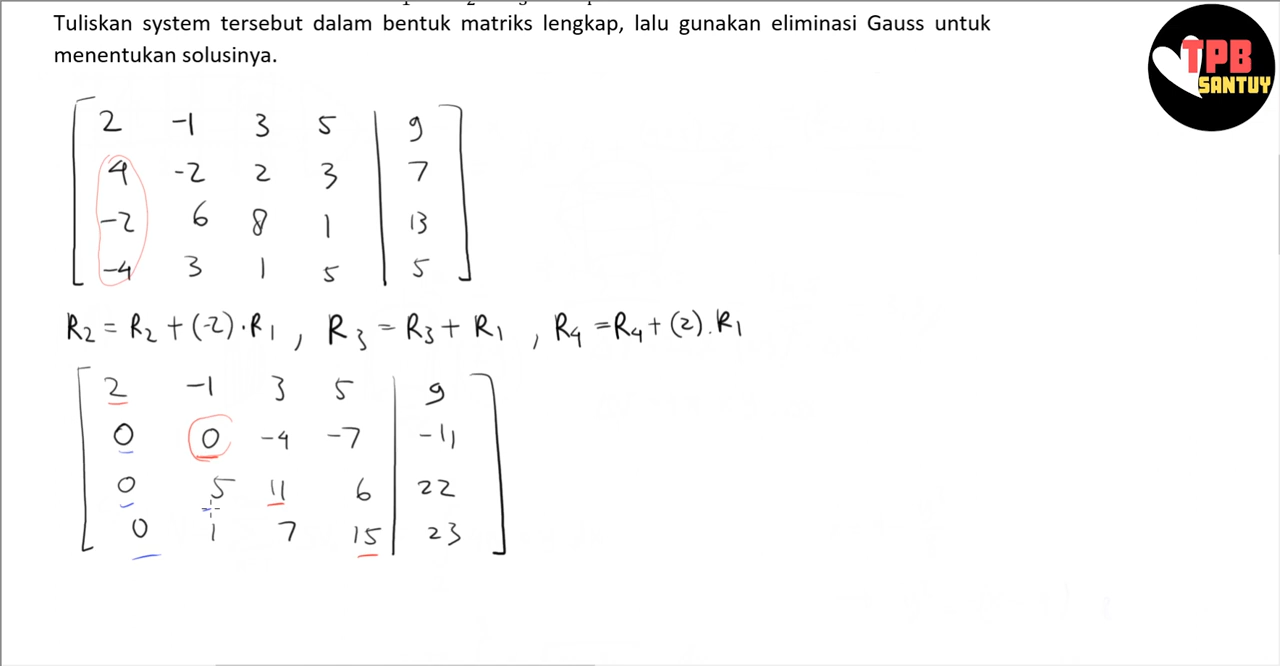 Tuliskan system tersebut dalam bentuk matriks lengkap, lalu gunakan eliminasi Gauss untuk
menentukan solusinya.
TPB
SANTUY
2 -1 3 5 | 9
4 -2 2 3 | 7
-2 6 8 1 | 13
-4 3 1 5 | 5
R2 = R2 + (-2) · R1 , R3 = R3 + R1 , R4 = R4 + (2) . R1
2 -1 3 5 | 9
0 0 -4 -7 | -11
0 5 11 6 | 22
0 1 7 15 | 23